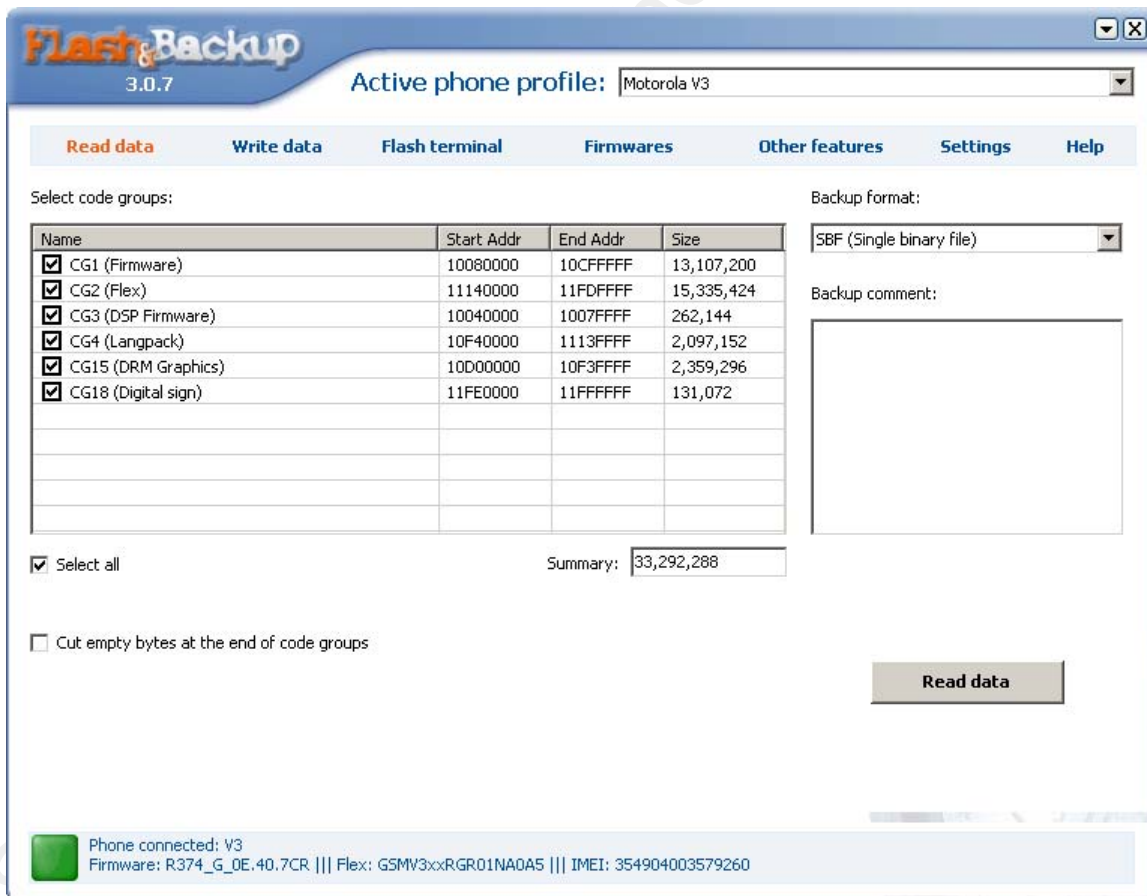 Flash&Backup
3.0.7
Active phone profile: Motorola V3
Read data Write data Flash terminal Firmwares Other features Settings Help
Select code groups:
Backup format:
Name Start Addr End Addr Size
SBF (Single binary file)
CG1 (Firmware) 10080000 10CFFFFF 13,107,200
CG2 (Flex) 11140000 11FDFFFF 15,335,424
Backup comment:
CG3 (DSP Firmware) 10040000 1007FFFF 262,144
CG4 (Langpack) 10F40000 1113FFFF 2,097,152
CG15 (DRM Graphics) 10D00000 10F3FFFF 2,359,296
CG18 (Digital sign) 11FE0000 11FFFFFF 131,072
Select all
Summary: 33,292,288
Cut empty bytes at the end of code groups
Read data
Phone connected: V3
Firmware: R374_G_0E.40.7CR ||| Flex: GSMV3xxRGR01NA0A5 ||| IMEI: 354904003579260